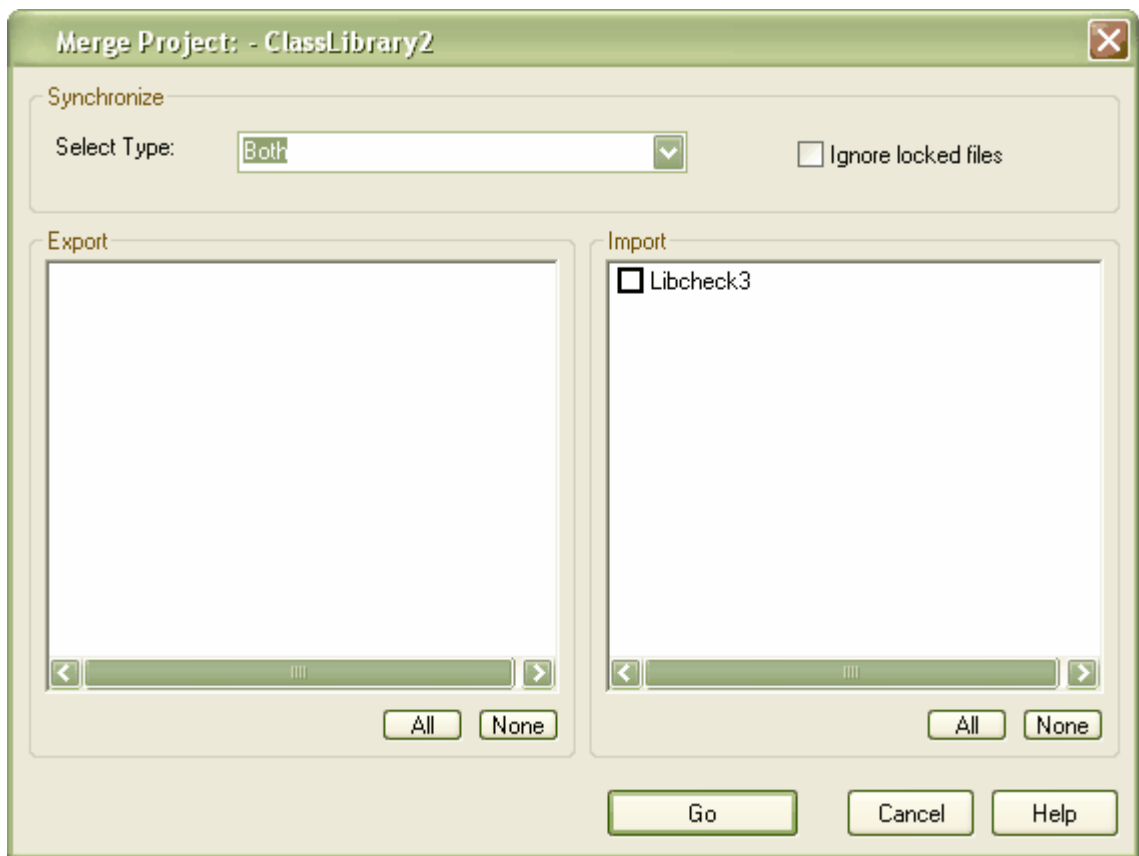 Merge Project: - ClassLibrary2
Synchronize
Select Type: Both Ignore locked files
Export Import
Libcheck3
All None All None
Go Cancel Help